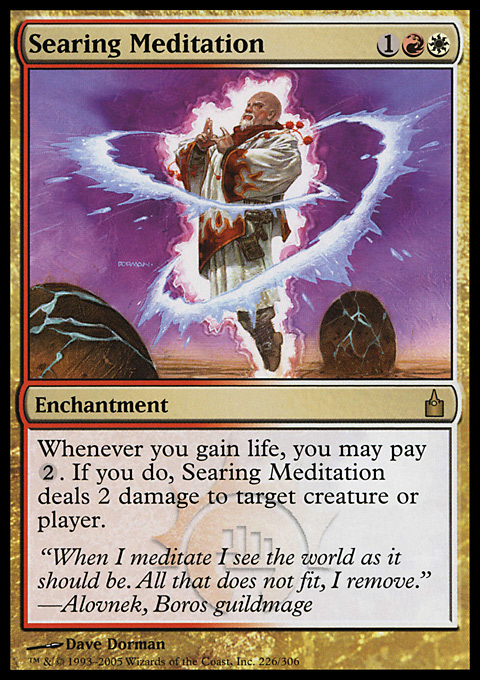 Searing Meditation 1
DORMAN
Enchantment
Whenever you gain life, you may pay
2. If you do, Searing Meditation
deals 2 damage to target creature or
player.
“When I meditate I see the world as it
should be. All that does not fit, I remove.”
—Alovnek, Boros guildmage
Dave Dorman
™ & © 1993–2005 Wizards of the Coast, Inc. 226/306